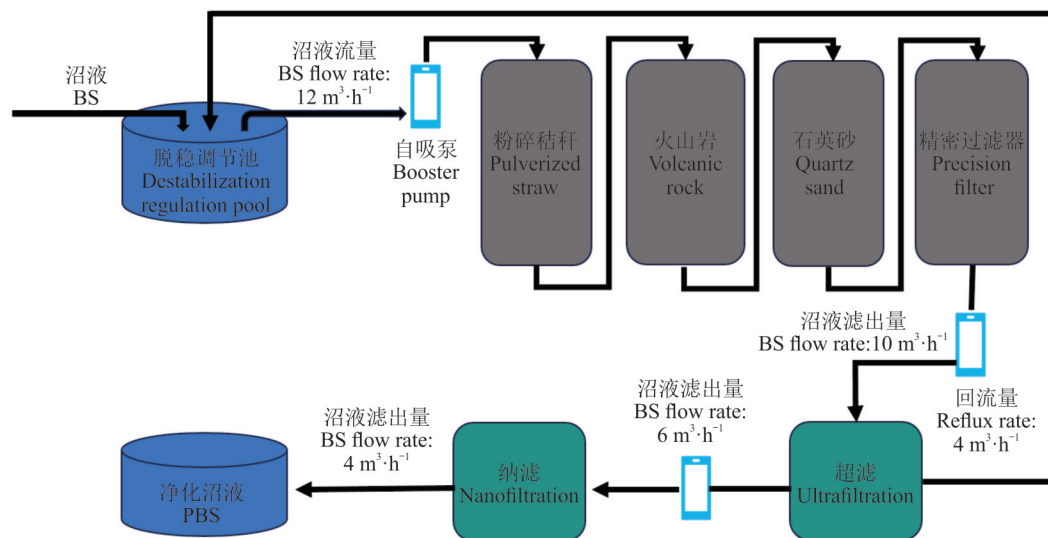 沼液
BS
沼液流量
BS flow rate:
12 m³·h⁻¹
脱稳调节池
Destabilization
regulation pool
自吸泵
Booster
pump
粉碎秸秆
Pulverized
straw
火山岩
Volcanic
rock
石英砂
Quartz
sand
精密过滤器
Precision
filter
沼液滤出量
BS flow rate:10 m³·h⁻¹
回流量
Reflux rate:
4 m³·h⁻¹
超滤
Ultrafiltration
沼液滤出量
BS flow rate:
6 m³·h⁻¹
纳滤
Nanofiltration
沼液滤出量
BS flow rate:
4 m³·h⁻¹
净化沼液
PBS